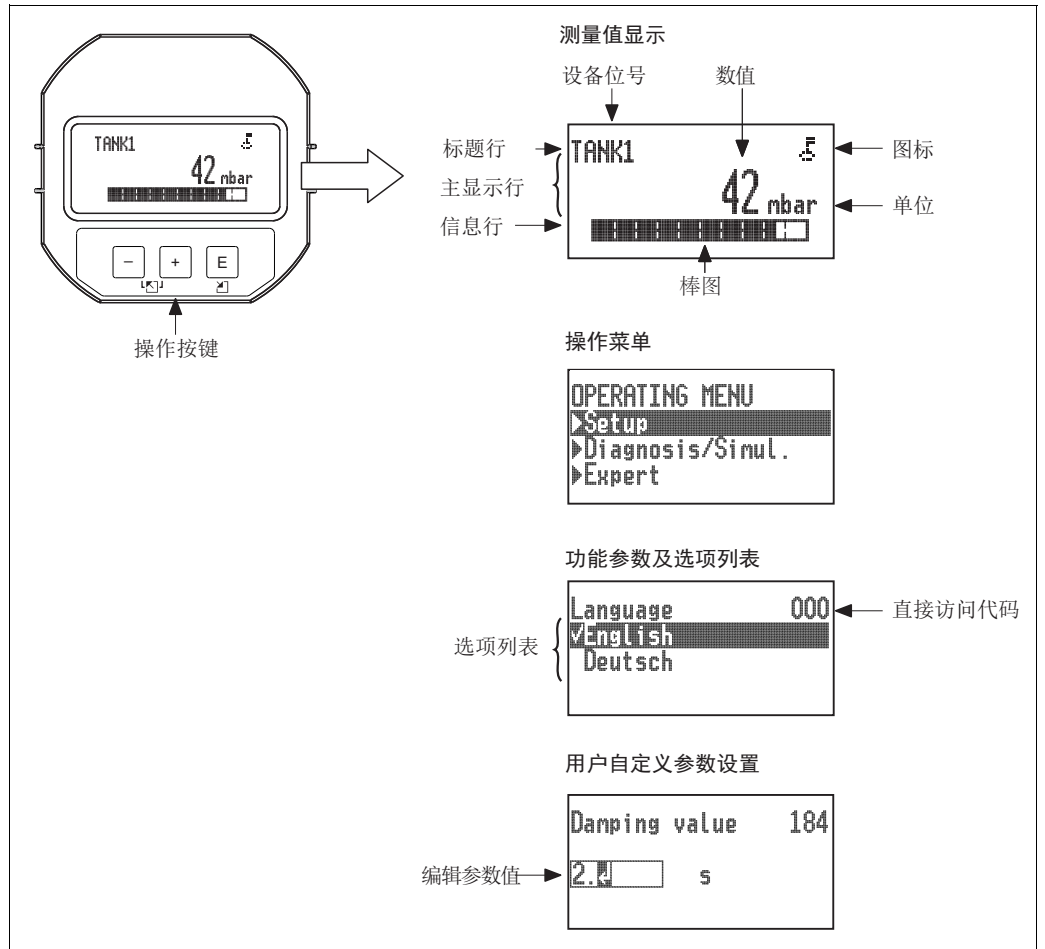 测量值显示
设备位号 数值
TANK1
42 mbar
- + E
操作按键
标题行
主显示行
信息行
TANK1
42 mbar
图标
单位
棒图
操作菜单
OPERATING MENU
Setup
Diagnosis/Simul.
Expert
功能参数及选项列表
Language 000
English
Deutsch
选项列表
直接访问代码
用户自定义参数设置
Damping value 184
编辑参数值
2. s